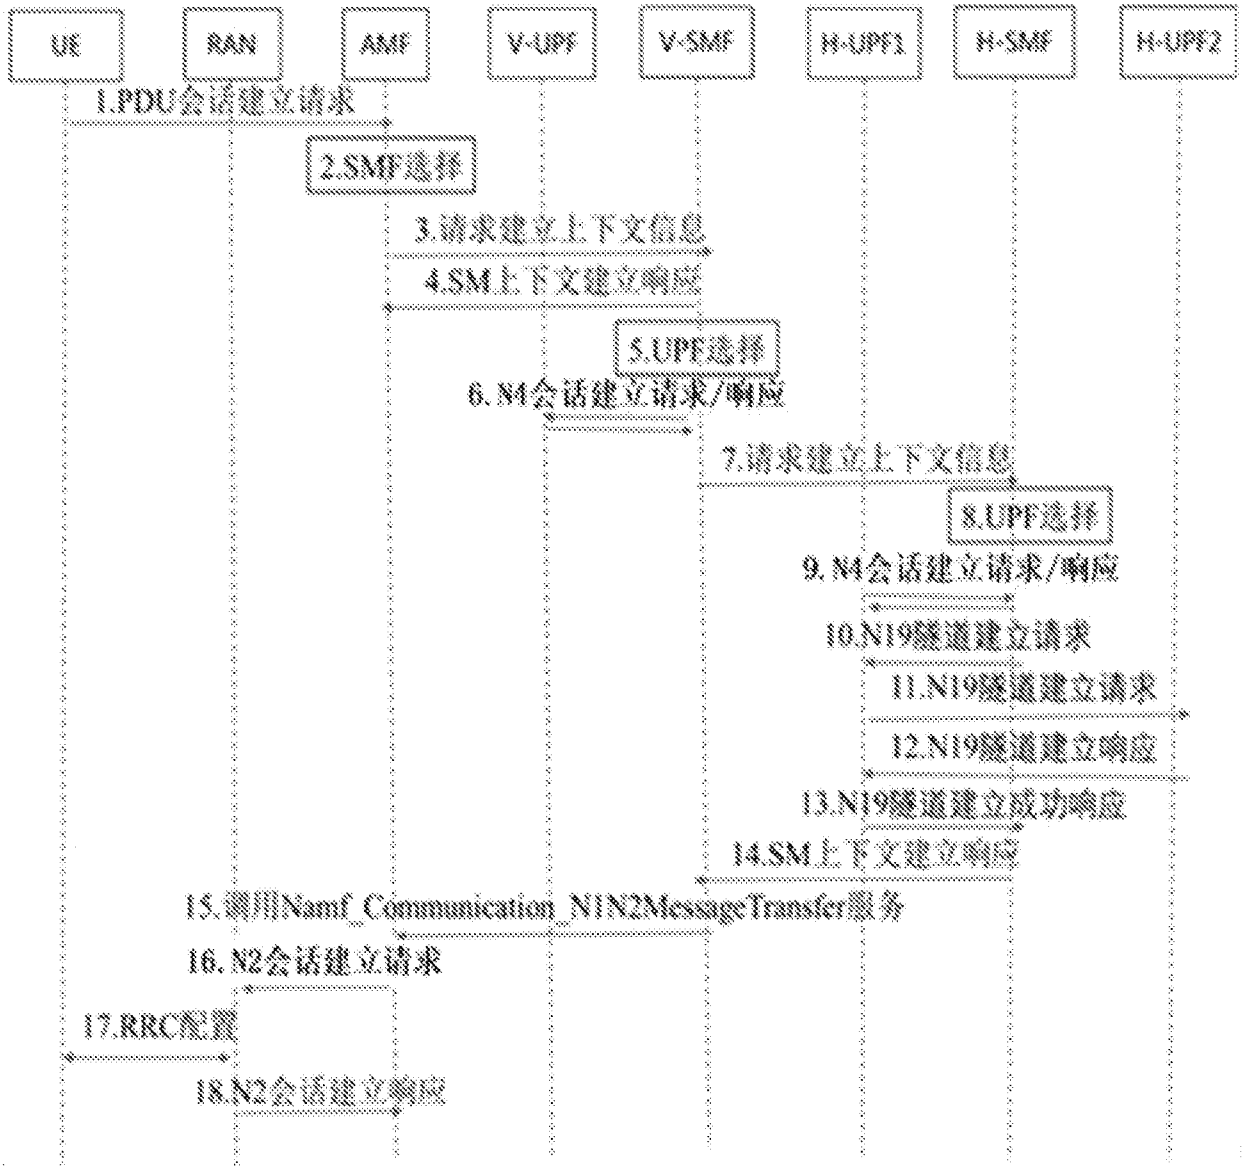 UE
RAN
AMF
V-UPF
V-SMF
H-UPF1
H-SMF
H-UPF2
1.PDU会话建立请求
2.SMF选择
3.请求建立上下文信息
4.SM上下文建立响应
5.UPF选择
6. N4会话建立请求/响应
7.请求建立上下文信息
8.UPF选择
9. N4会话建立请求/响应
10.N19隧道建立请求
11.N19隧道建立请求
12.N19隧道建立响应
13.N19隧道建立成功响应
14.SM上下文建立响应
15.调用Namf_Communication_N1N2MessageTransfer服务
16. N2会话建立请求
17.RRC配置
18.N2会话建立响应